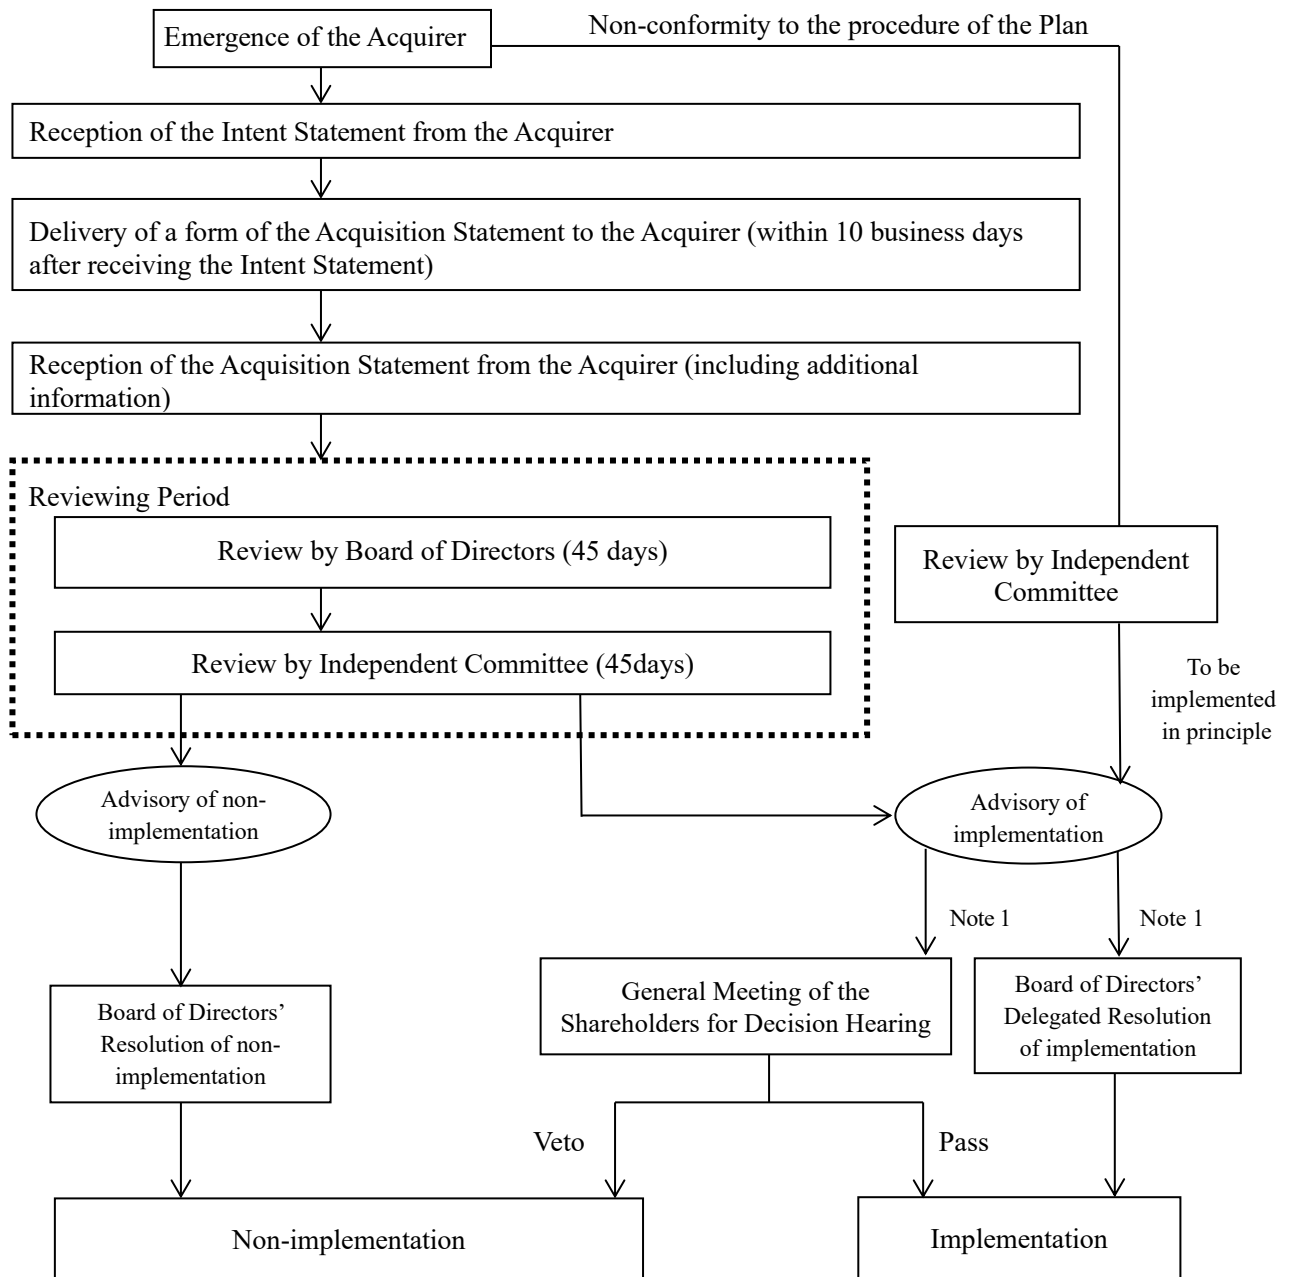 Emergence of the Acquirer
Non-conformity to the procedure of the Plan
Reception of the Intent Statement from the Acquirer
Delivery of a form of the Acquisition Statement to the Acquirer (within 10 business days
after receiving the Intent Statement)
Reception of the Acquisition Statement from the Acquirer (including additional
information)
Reviewing Period
Review by Board of Directors (45 days)
Review by Independent
Committee
Review by Independent Committee (45days)
To be
implemented
in principle
Advisory of non-
implementation
Advisory of
implementation
Note 1
Note 1
Board of Directors’
Resolution of non-
implementation
General Meeting of the
Shareholders for Decision Hearing
Board of Directors’
Delegated Resolution
of implementation
Veto
Pass
Non-implementation
Implementation